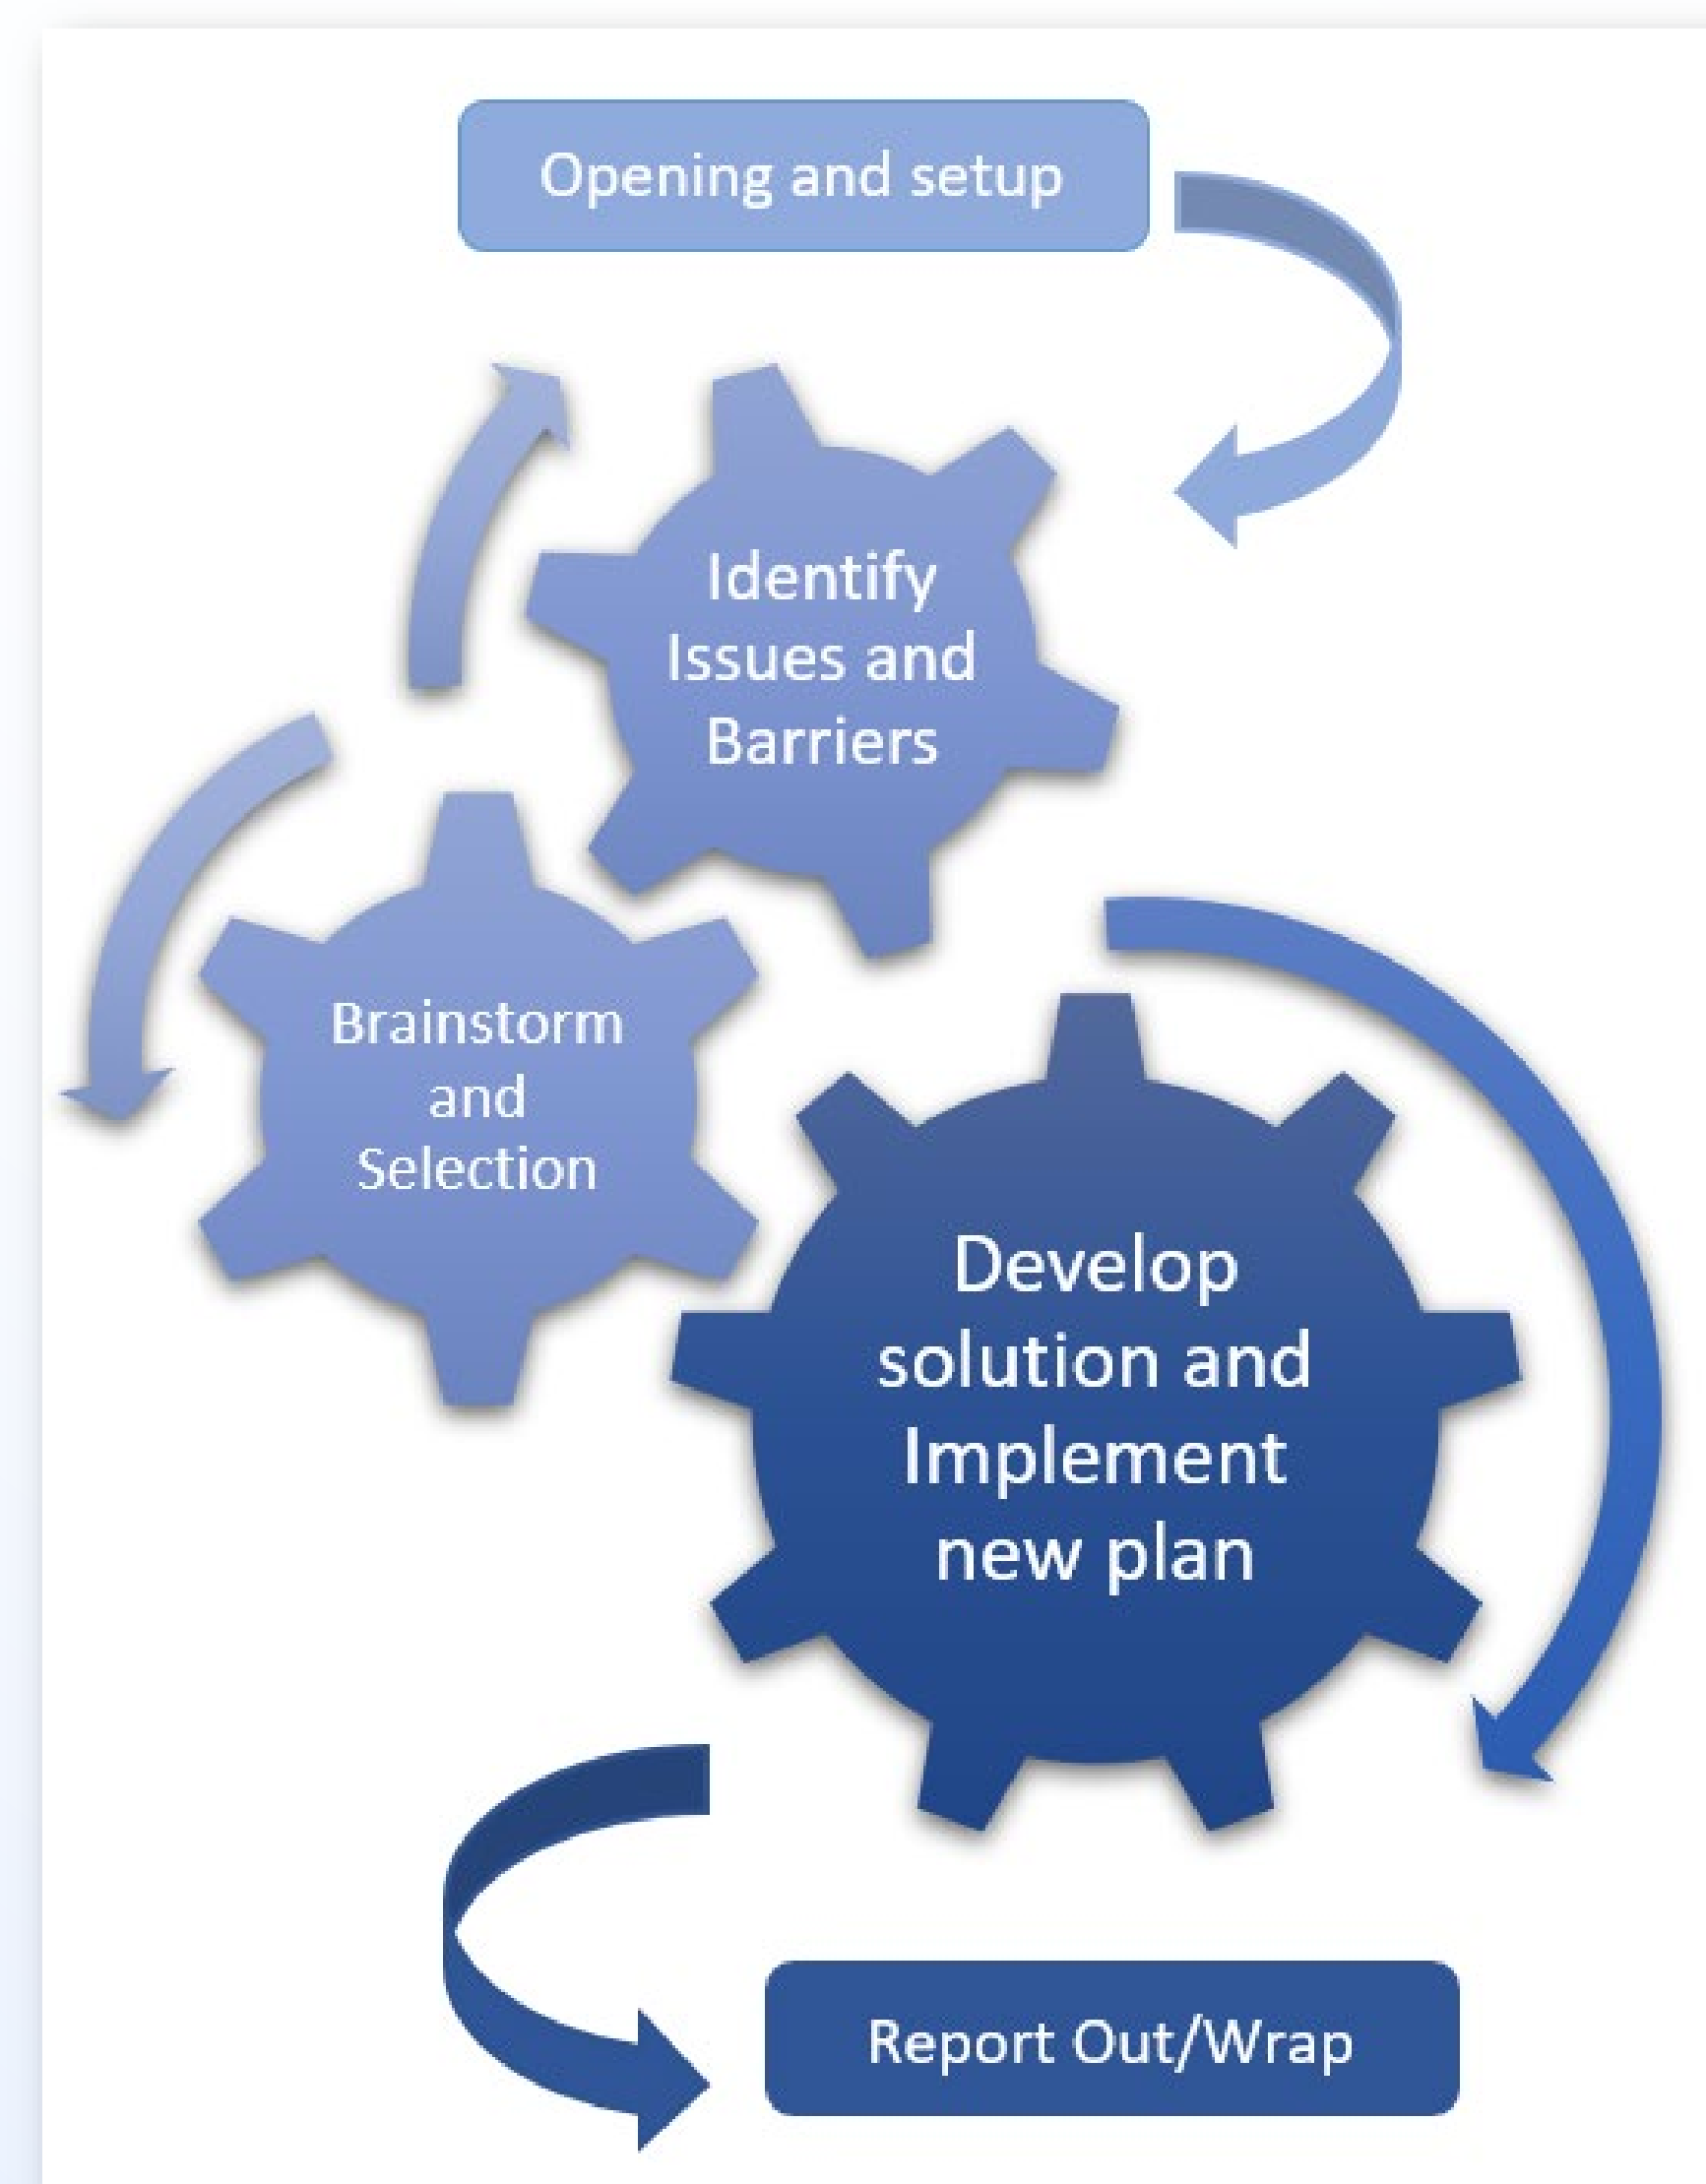 Opening and setup
Identify
Issues and
Barriers
Brainstorm
and
Selection
Develop
solution and
Implement
new plan
Report Out/Wrap